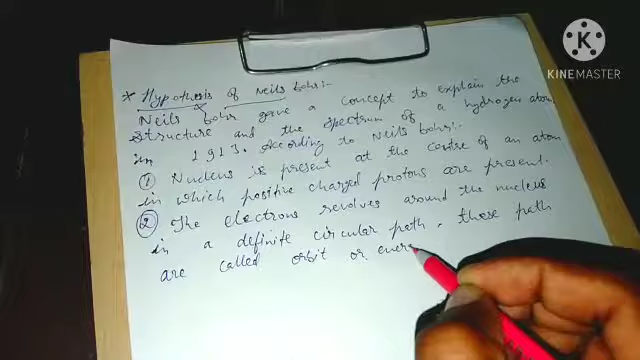 * Hypothesis of Neils bohr:-
Neils bohr gave a concept to explain the
structure and the spectrum of a hydrogen atom
in 1913. According to Neils bohr:-
① Nucleus is present at the centre of an atom
in which positive charged protons are present.
② The electrons revolves around the nucleus
in a definite circular path. These path
are called orbit or ener
KINEMASTER